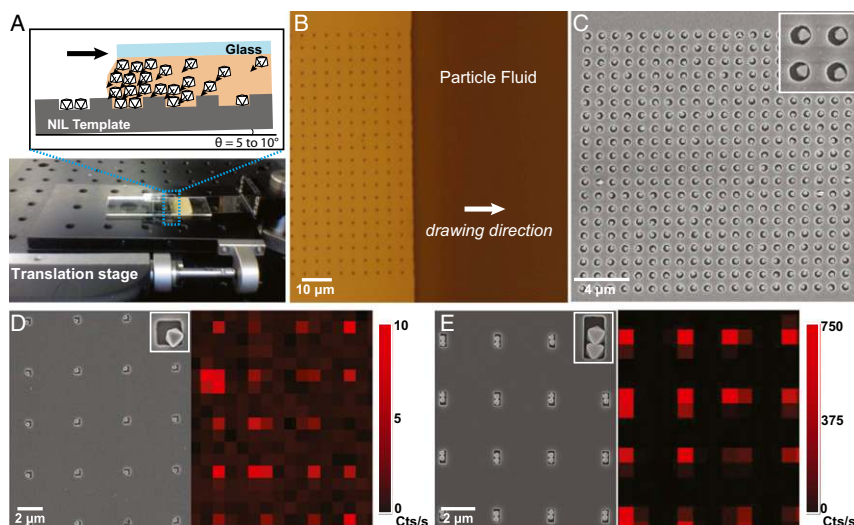 A
Glass
NIL Template
θ = 5 to 10°
Translation stage
B
Particle Fluid
drawing direction
10 µm
C
4 µm
D
2 µm
10
5
0
Cts/s
E
2 µm
750
375
0
Cts/s